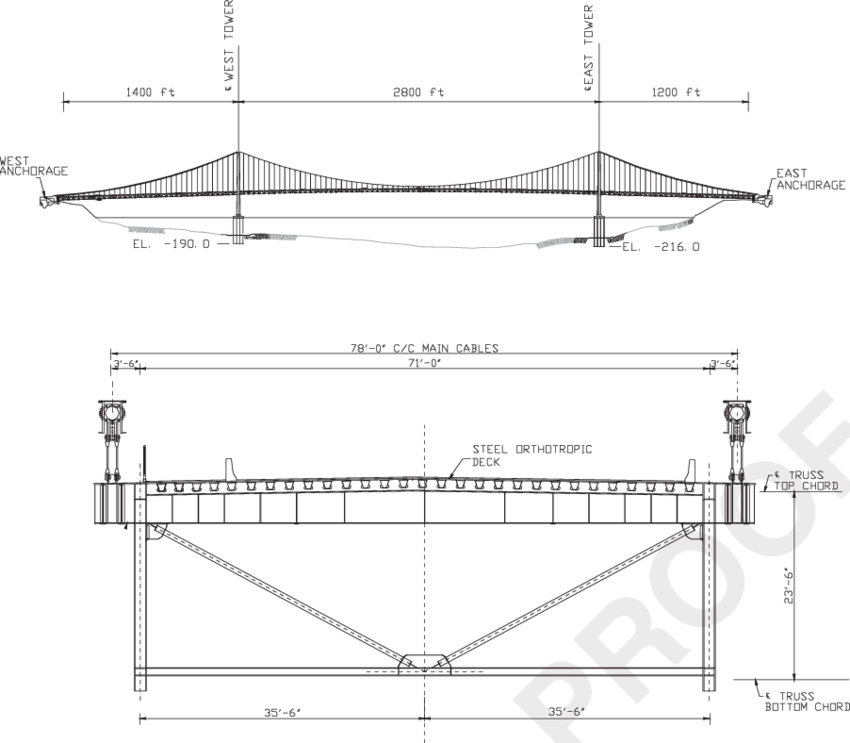 ℄ WEST TOWER
℄ EAST TOWER
1400 ft
2800 ft
1200 ft
WEST
ANCHORAGE
EAST
ANCHORAGE
EL. -190.0
EL. -216.0
78'-0" C/C MAIN CABLES
3'-6"
71'-0"
3'-6"
STEEL ORTHOTROPIC
DECK
℄ TRUSS
TOP CHORD
23'-6"
℄ TRUSS
BOTTOM CHORD
35'-6"
35'-6"
PROOF